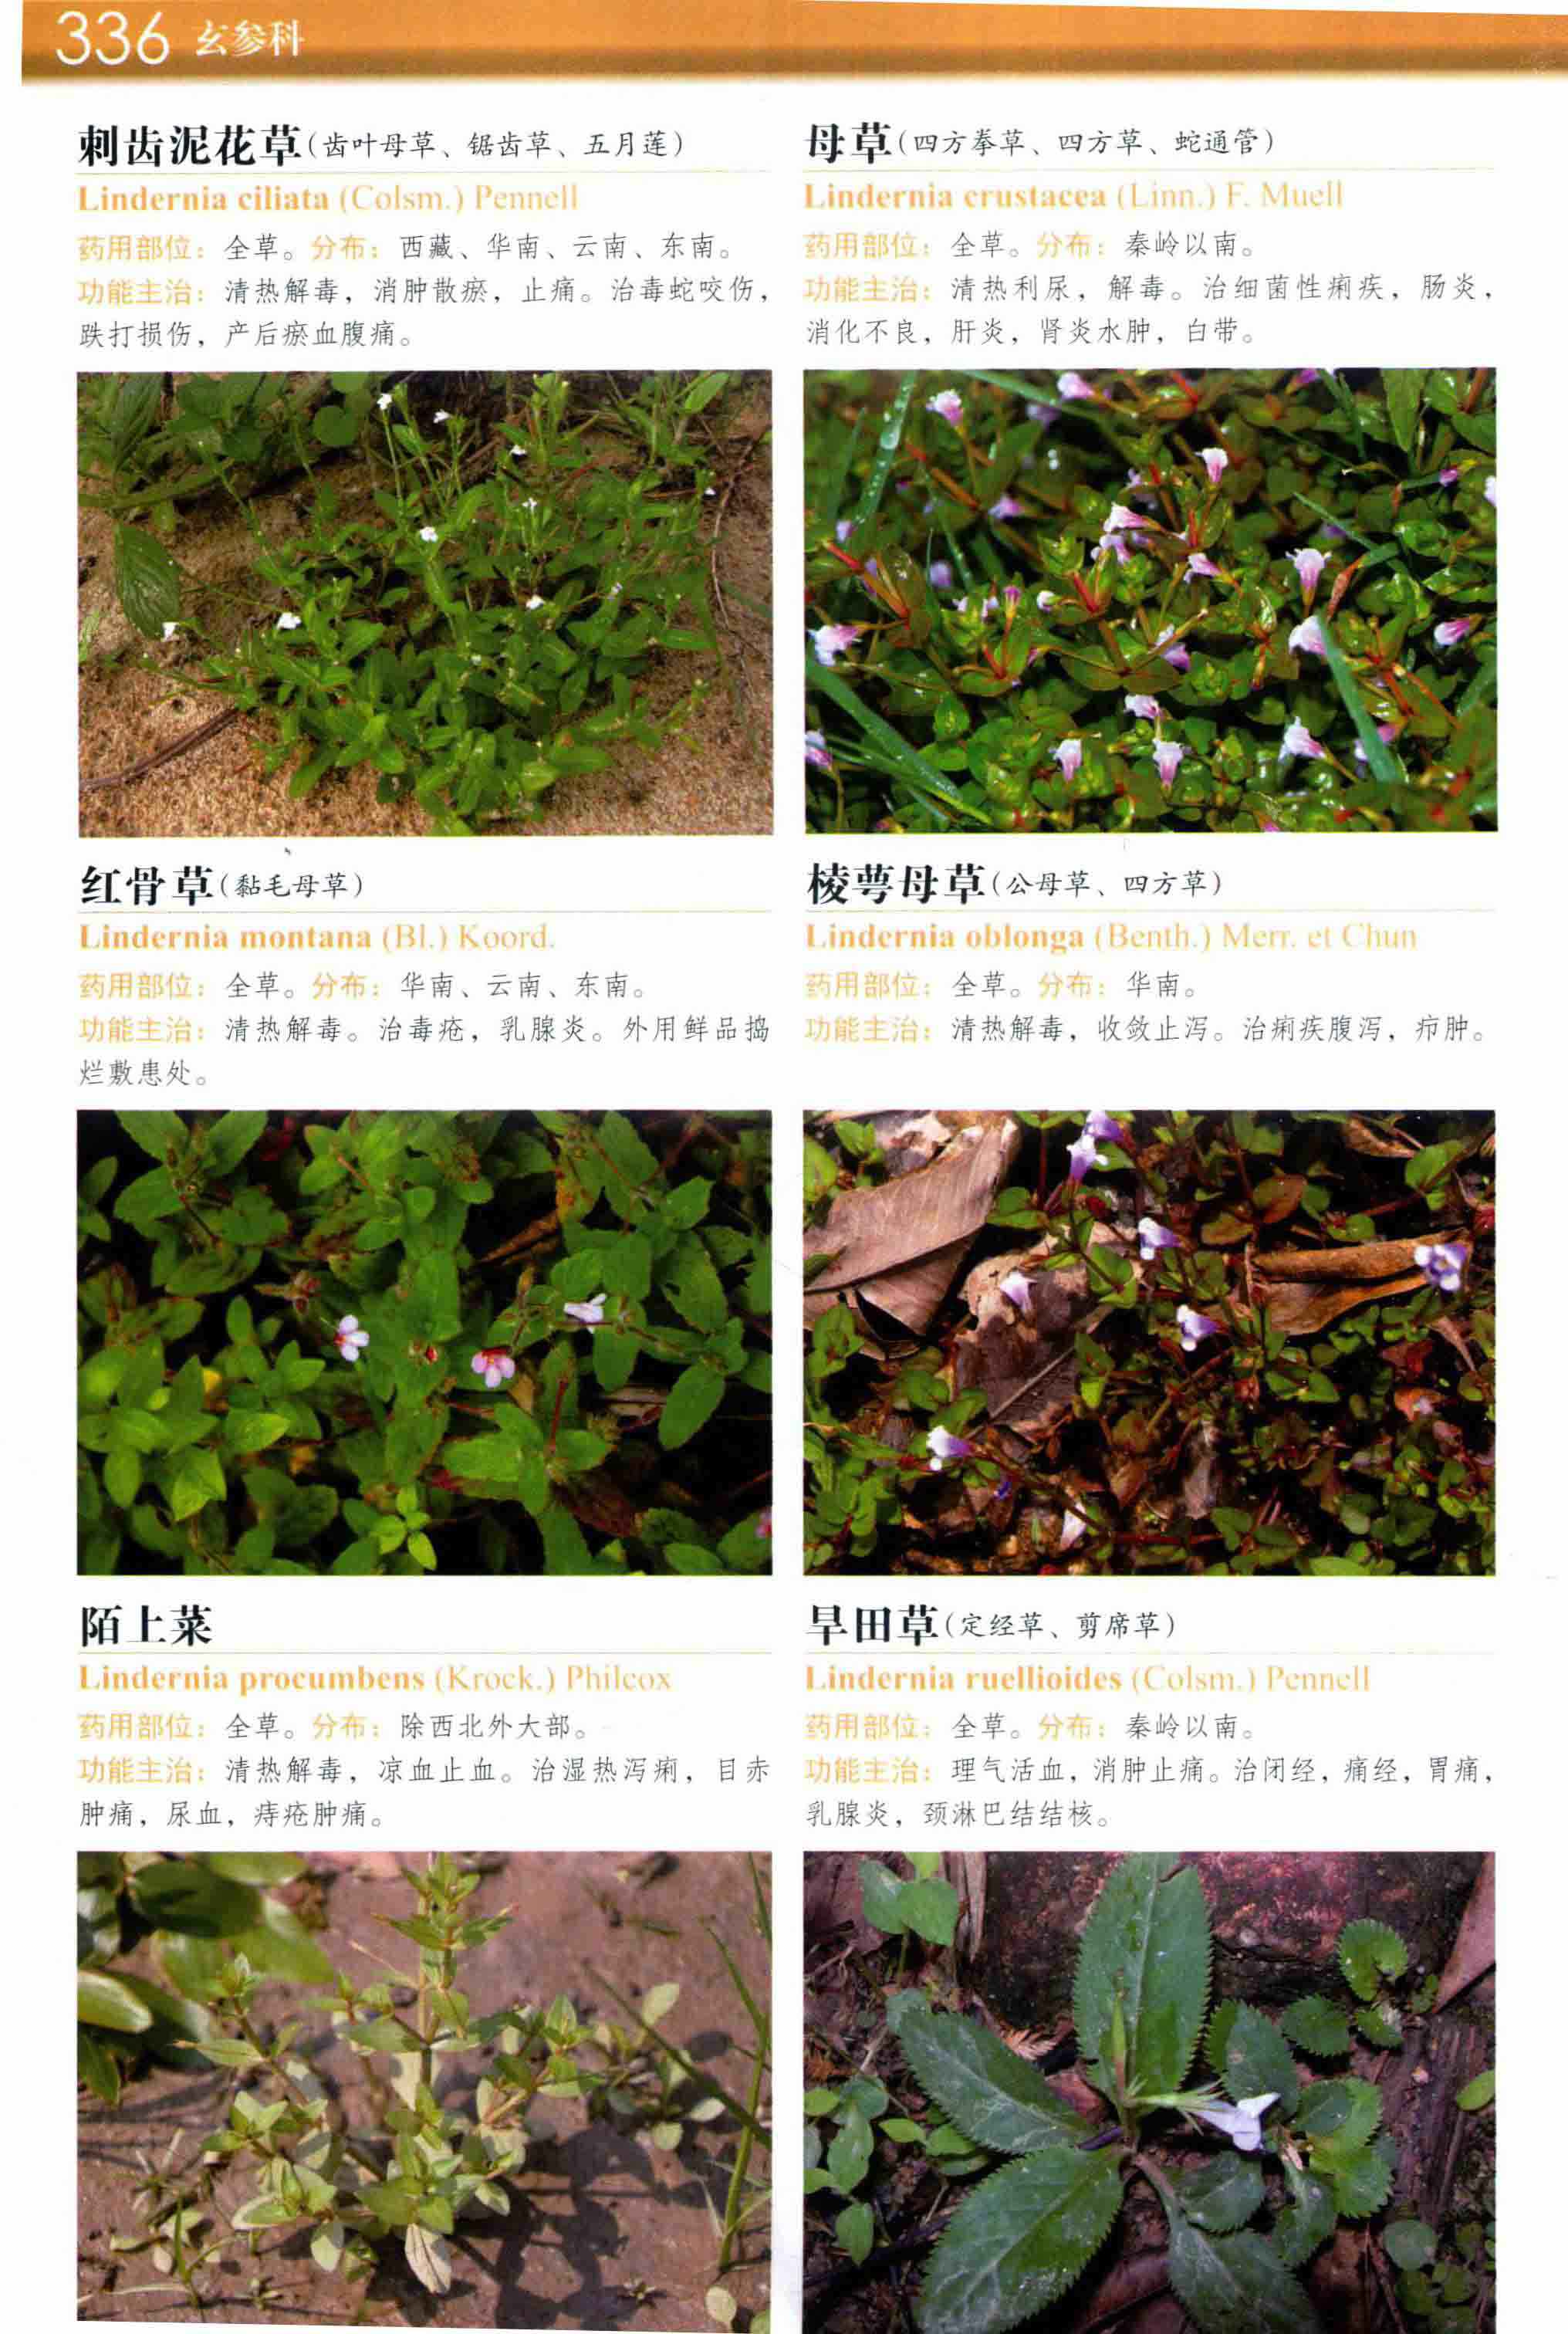 336 玄参科
刺齿泥花草(齿叶母草、锯齿草、五月莲)
Lindernia ciliata (Colsm.) Pennell
药用部位：全草。分布：西藏、华南、云南、东南。
功能主治：清热解毒，消肿散瘀，止痛。治毒蛇咬伤，
跌打损伤，产后瘀血腹痛。
母草(四方拳草、四方草、蛇通管)
Lindernia crustacea (Linn.) F. Muell
药用部位：全草。分布：秦岭以南。
功能主治：清热利尿，解毒。治细菌性痢疾，肠炎，
消化不良，肝炎，肾炎水肿，白带。
红骨草(黏毛母草)
Lindernia montana (Bl.) Koord.
药用部位：全草。分布：华南、云南、东南。
功能主治：清热解毒。治毒疮，乳腺炎。外用鲜品捣
烂敷患处。
棱萼母草(公母草、四方草)
Lindernia oblonga (Benth.) Merr. et Chun
药用部位：全草。分布：华南。
功能主治：清热解毒，收敛止泻。治痢疾腹泻，疖肿。
陌上菜
Lindernia procumbens (Krock.) Philcox
药用部位：全草。分布：除西北外大部。
功能主治：清热解毒，凉血止血。治湿热泻痢，目赤
肿痛，尿血，痔疮肿痛。
旱田草(定经草、剪席草)
Lindernia ruellioides (Colsm.) Pennell
药用部位：全草。分布：秦岭以南。
功能主治：理气活血，消肿止痛。治闭经，痛经，胃痛，
乳腺炎，颈淋巴结结核。